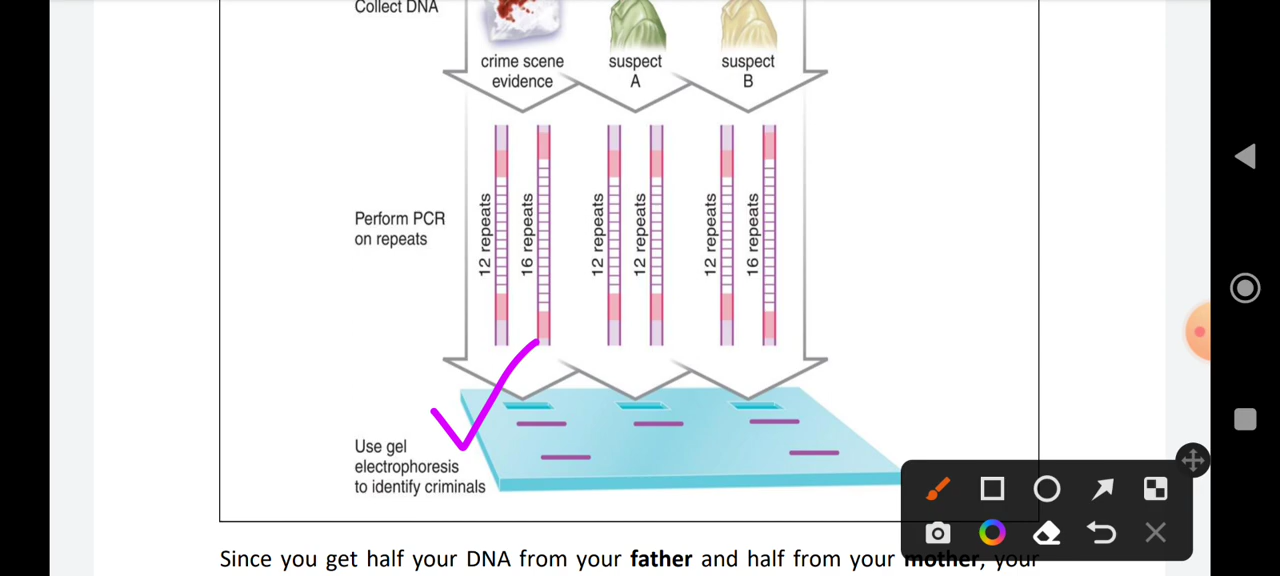 Collect DNA
crime scene
evidence
suspect
A
suspect
B
Perform PCR
on repeats
12 repeats
16 repeats
12 repeats
12 repeats
12 repeats
16 repeats
Use gel
electrophoresis
to identify criminals
Since you get half your DNA from your father and half from your mother, your